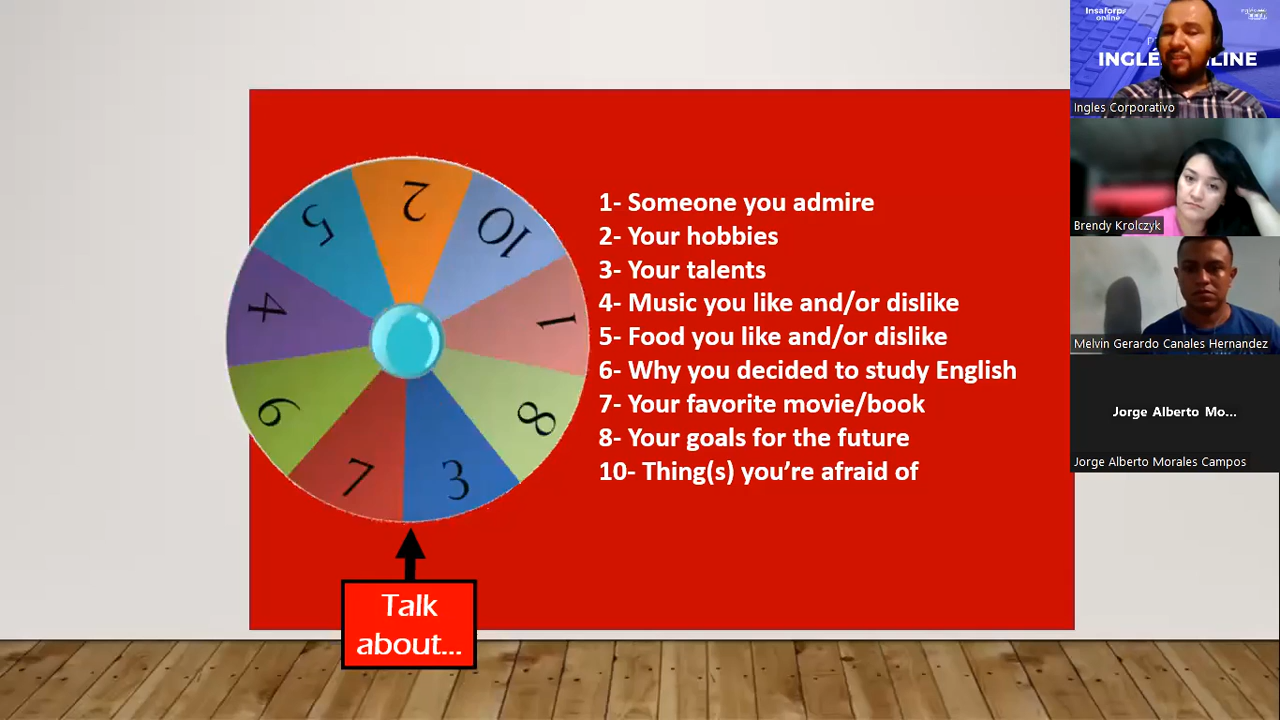 1- Someone you admire
2- Your hobbies
3- Your talents
4- Music you like and/or dislike
5- Food you like and/or dislike
6- Why you decided to study English
7- Your favorite movie/book
8- Your goals for the future
10- Thing(s) you're afraid of
2
10
5
1
4
8
6
7
3
Talk
about...
Insaforp
online
INGLÉ
LINE
Ingles Corporativo
Brendy Krolczyk
Melvin Gerardo Canales Hernandez
Jorge Alberto Mo...
Jorge Alberto Morales Campos